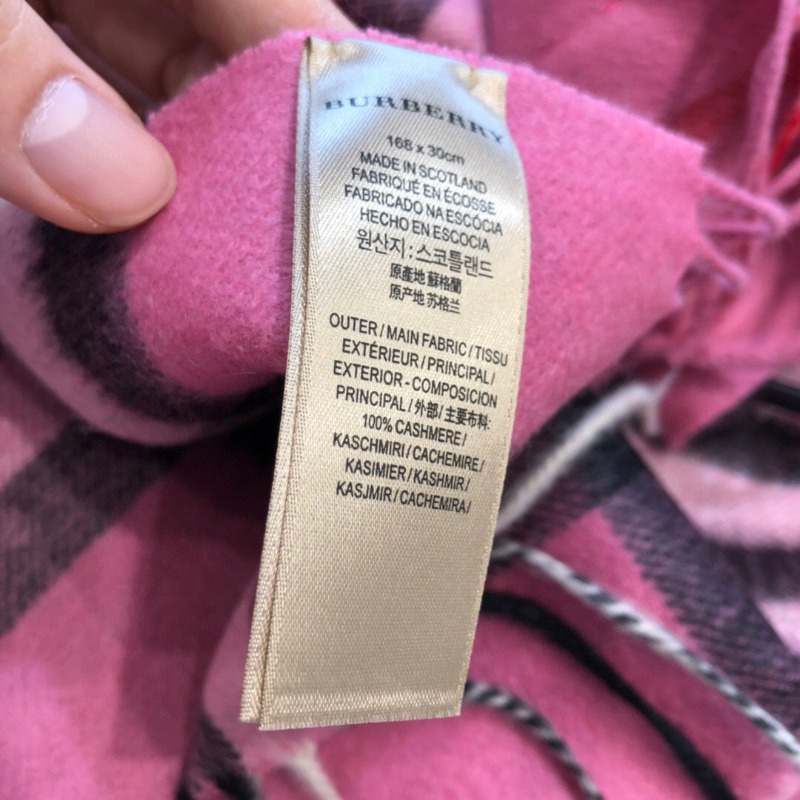 BURBERRY
168 x 30cm
MADE IN SCOTLAND
FABRIQUÉ EN ÉCOSSE
FABRICADO NA ESCÓCIA
HECHO EN ESCOCIA
원산지 : 스코틀랜드
原產地 蘇格蘭
原产地 苏格兰
OUTER / MAIN FABRIC / TISSU
EXTÉRIEUR / PRINCIPAL /
EXTERIOR - COMPOSICION
PRINCIPAL / 外部 / 主要布料:
100% CASHMERE /
KASCHMIRI / CACHEMIRE /
KASIMIER / KASHMIR /
KASJMIR / CACHEMIRA /